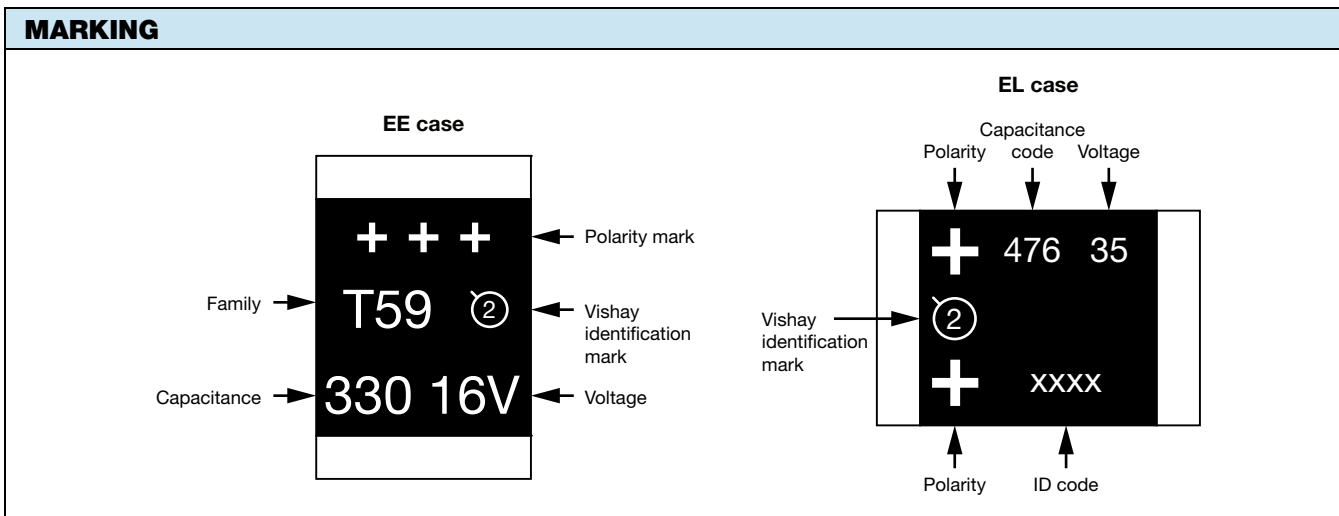 MARKING
EE case
+ + +
Polarity mark
Family
T59 2
Vishay
identification
mark
Capacitance
330 16V
Voltage
EL case
Polarity
Capacitance
code
Voltage
+ 476 35
Vishay
identification
mark
2
+ xxxx
Polarity
ID code